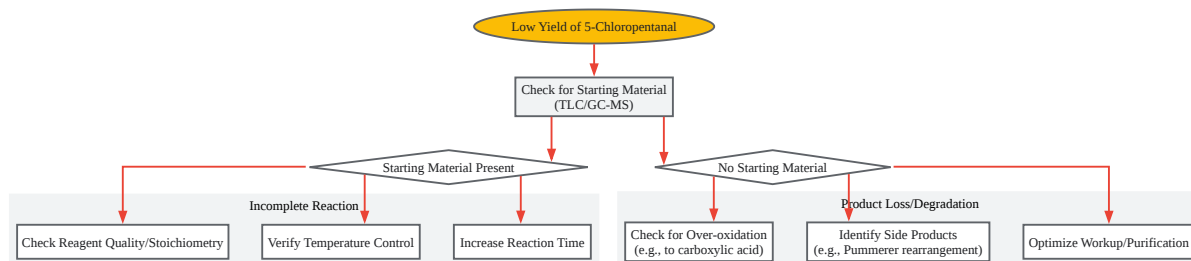 Low Yield of 5-Chloropentanal
Check for Starting Material
(TLC/GC-MS)
Starting Material Present
No Starting Material
Incomplete Reaction
Product Loss/Degradation
Check Reagent Quality/Stoichiometry
Verify Temperature Control
Increase Reaction Time
Check for Over-oxidation
(e.g., to carboxylic acid)
Identify Side Products
(e.g., Pummerer rearrangement)
Optimize Workup/Purification